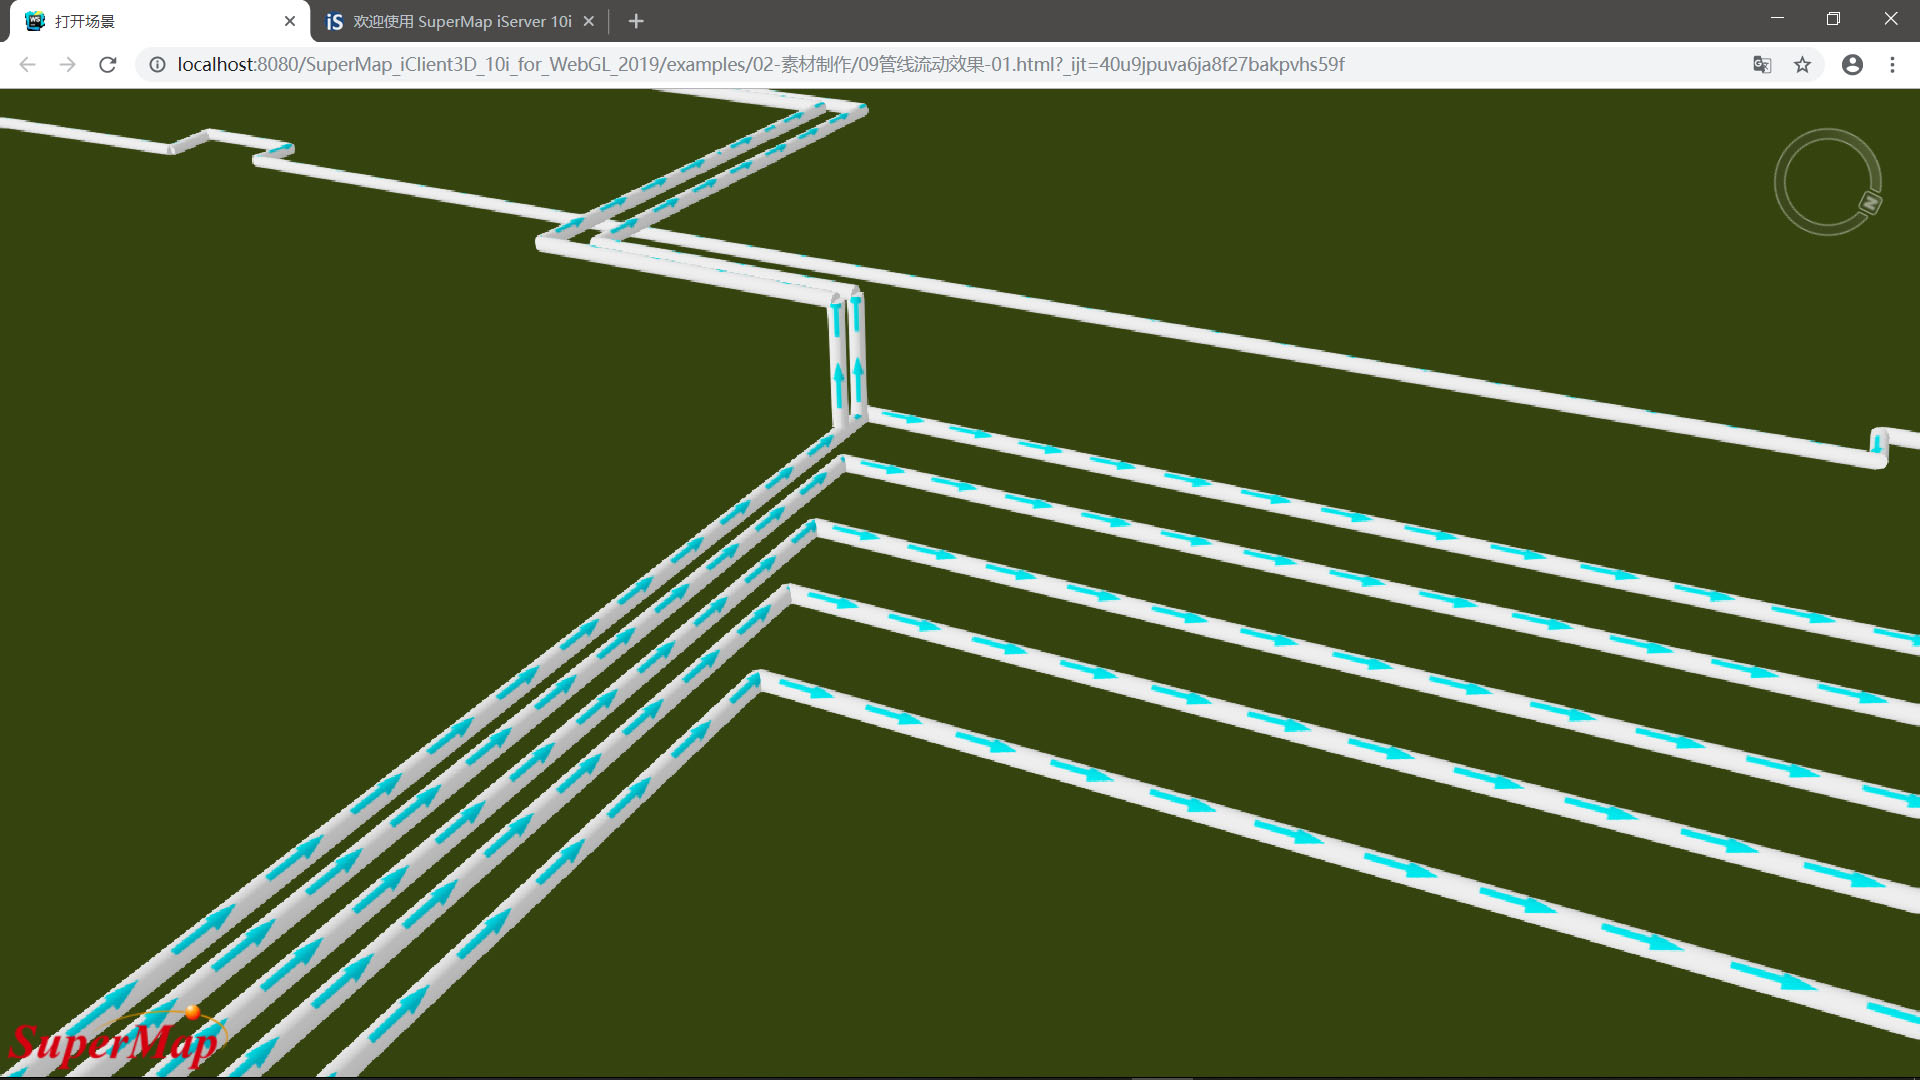 打开场景
iS 欢迎使用 SuperMap iServer 10i
localhost:8080/SuperMap_iClient3D_10i_for_WebGL_2019/examples/02-素材制作/09管线流动效果-01.html?_ijt=40u9jpuva6ja8f27bakpvhs59f
N
SuperMap